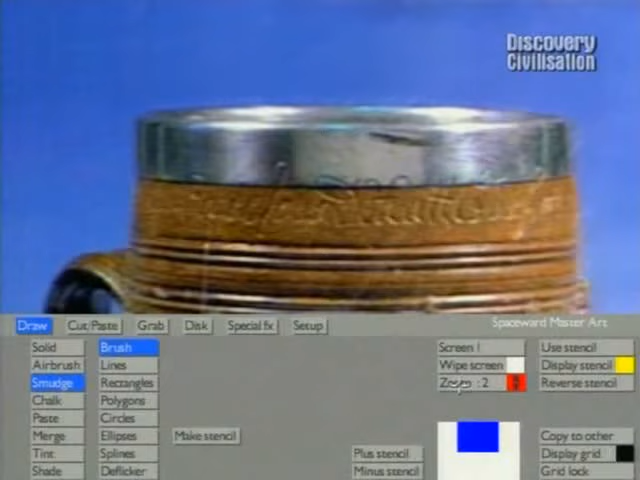 Discovery
Civilisation
Draw Cut/Paste Grab Disk Special fx Setup
Spaceward Master Art
Solid Brush
Airbrush Lines
Smudge Rectangles
Chalk Polygons
Paste Circles
Merge Ellipses
Tint Splines
Shade Deflicker
Make stencil
Plus stencil
Minus stencil
Screen 1
Wipe screen
: 2
Use stencil
Display stencil
Reverse stencil
Copy to other
Display grid
Grid lock